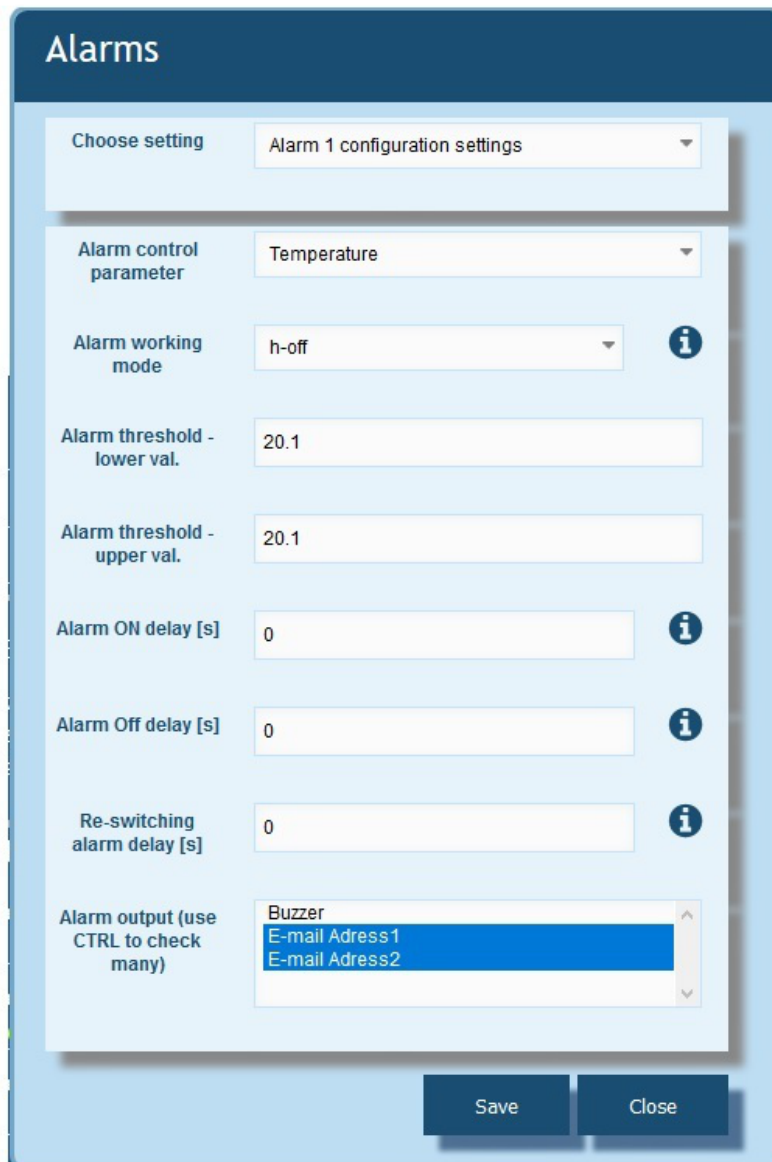 Alarms
Choose setting
Alarm 1 configuration settings
Alarm control
parameter
Temperature
Alarm working
mode
h-off
Alarm threshold -
lower val.
20.1
Alarm threshold -
upper val.
20.1
Alarm ON delay [s]
0
Alarm Off delay [s]
0
Re-switching
alarm delay [s]
0
Alarm output (use
CTRL to check
many)
Buzzer
E-mail Adress1
E-mail Adress2
Save
Close